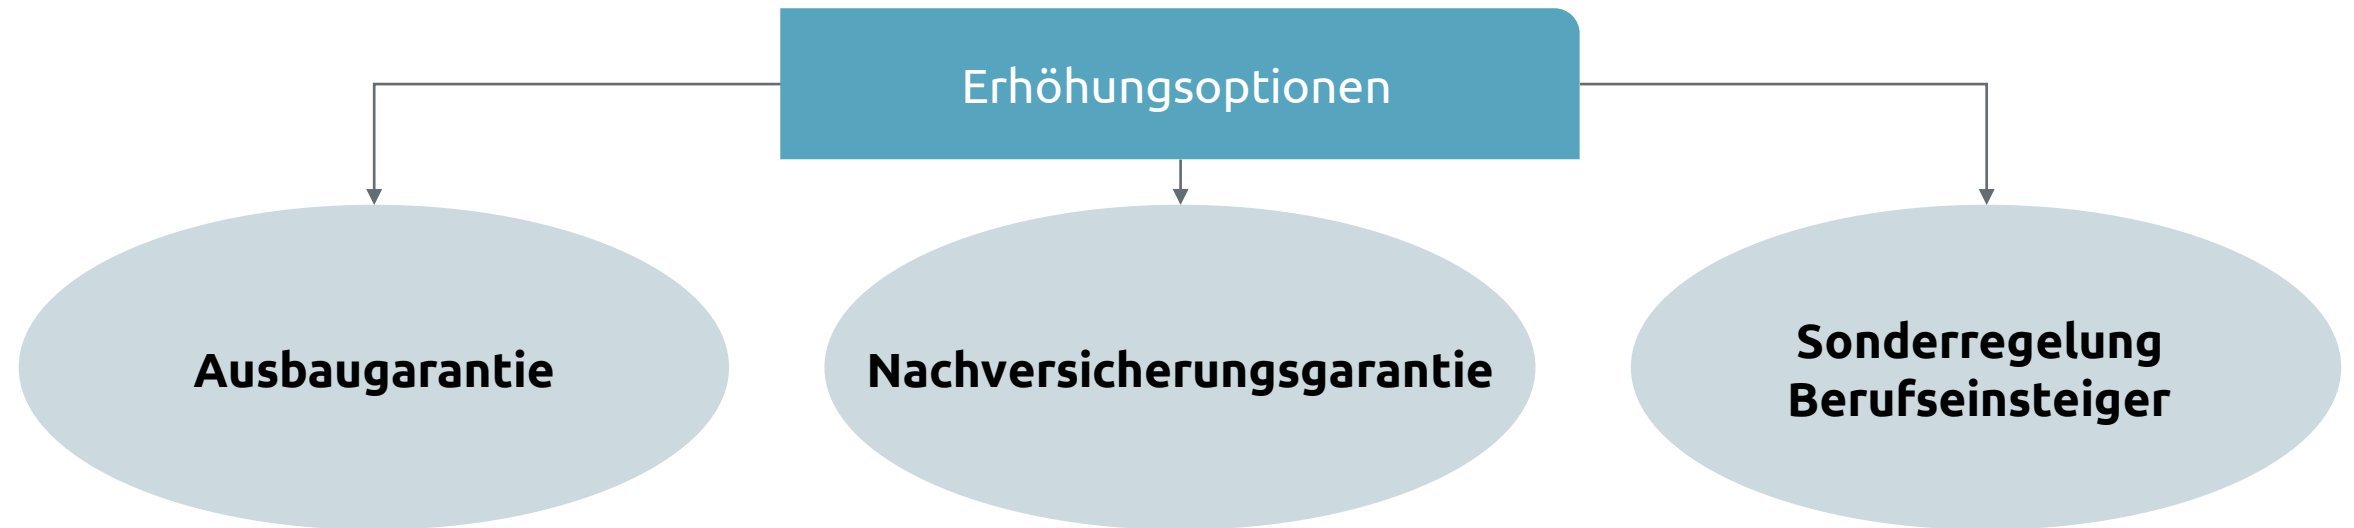 Erhöhungsoptionen
Ausbaugarantie
Nachversicherungsgarantie
Sonderregelung
Berufseinsteiger